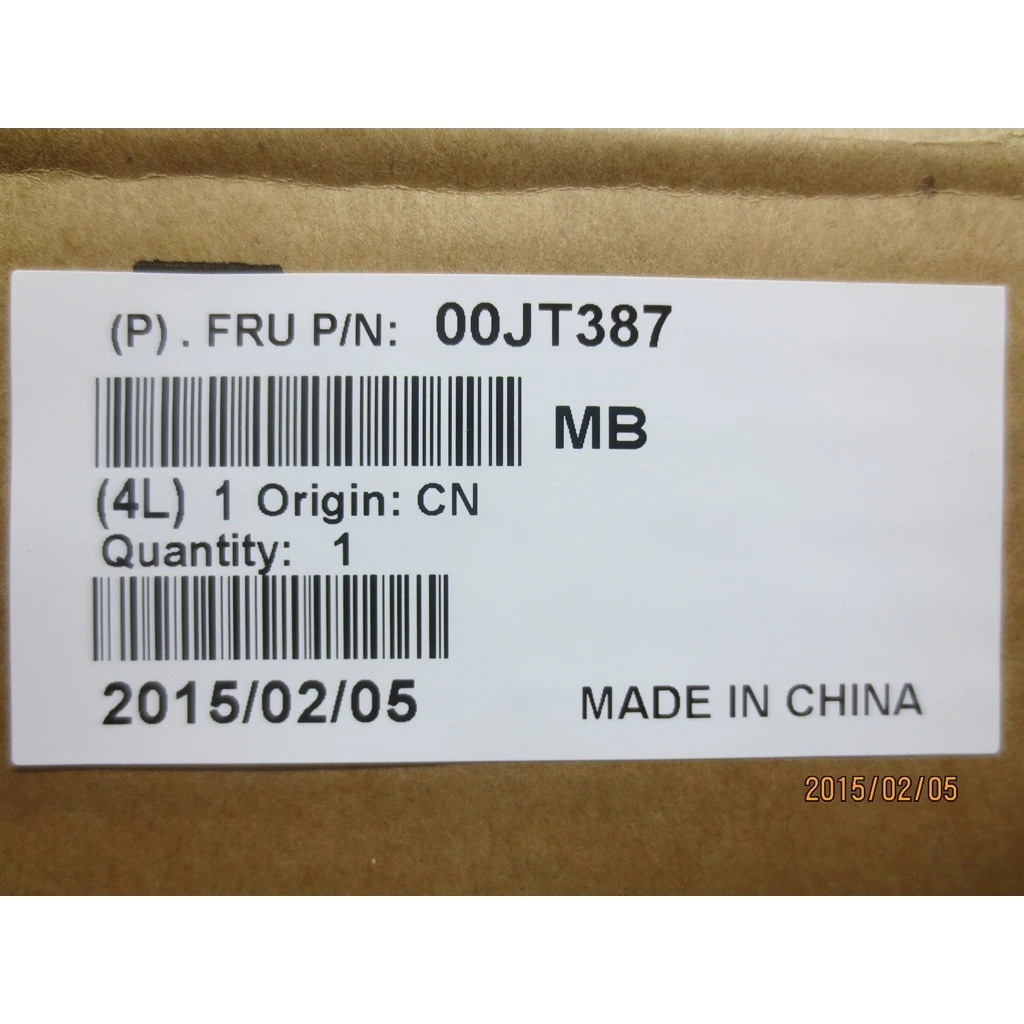 (P) . FRU P/N: 00JT387
MB
(4L) 1 Origin: CN
Quantity: 1
2015/02/05
MADE IN CHINA
2015/02/05